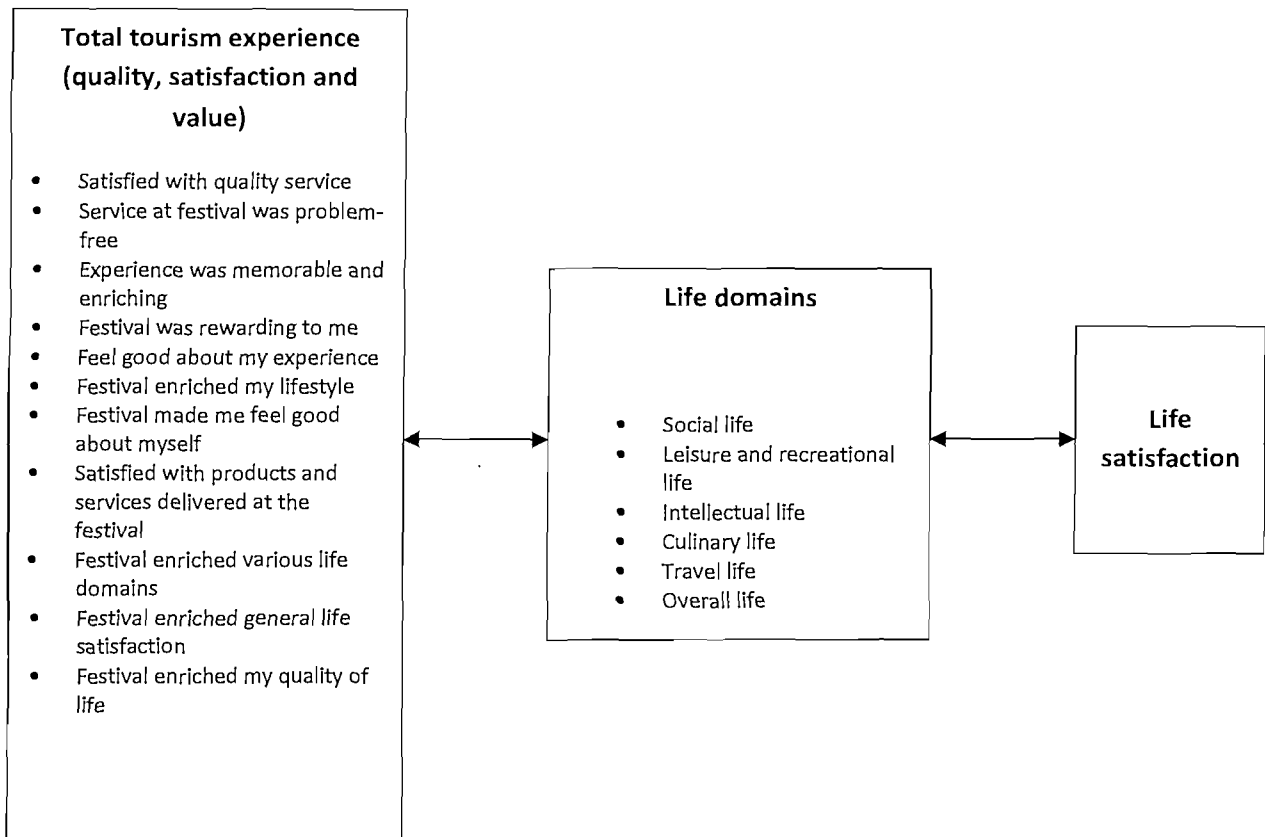 Total tourism experience
(quality, satisfaction and
value)
• Satisfied with quality service
• Service at festival was problem-
free
• Experience was memorable and
enriching
• Festival was rewarding to me
• Feel good about my experience
• Festival enriched my lifestyle
• Festival made me feel good
about myself
• Satisfied with products and
services delivered at the
festival
• Festival enriched various life
domains
• Festival enriched general life
satisfaction
• Festival enriched my quality of
life
Life domains
• Social life
• Leisure and recreational
life
• Intellectual life
• Culinary life
• Travel life
• Overall life
Life
satisfaction